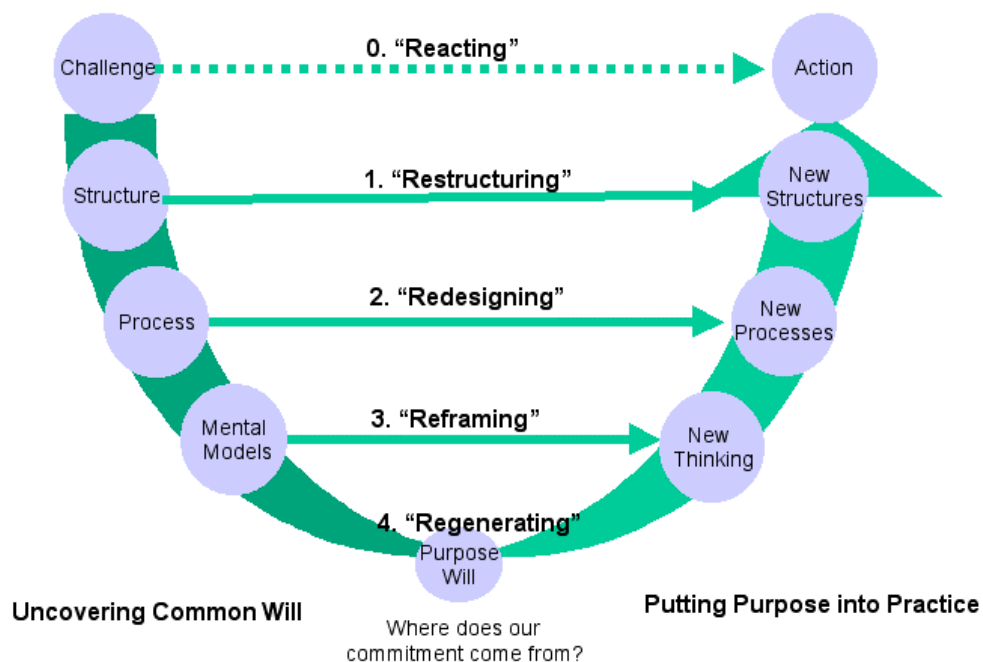 0. “Reacting”
Challenge
Action
1. “Restructuring”
Structure
New
Structures
2. “Redesigning”
Process
New
Processes
3. “Reframing”
Mental
Models
New
Thinking
4. “Regenerating”
Purpose
Will
Uncovering Common Will
Putting Purpose into Practice
Where does our
commitment come from?